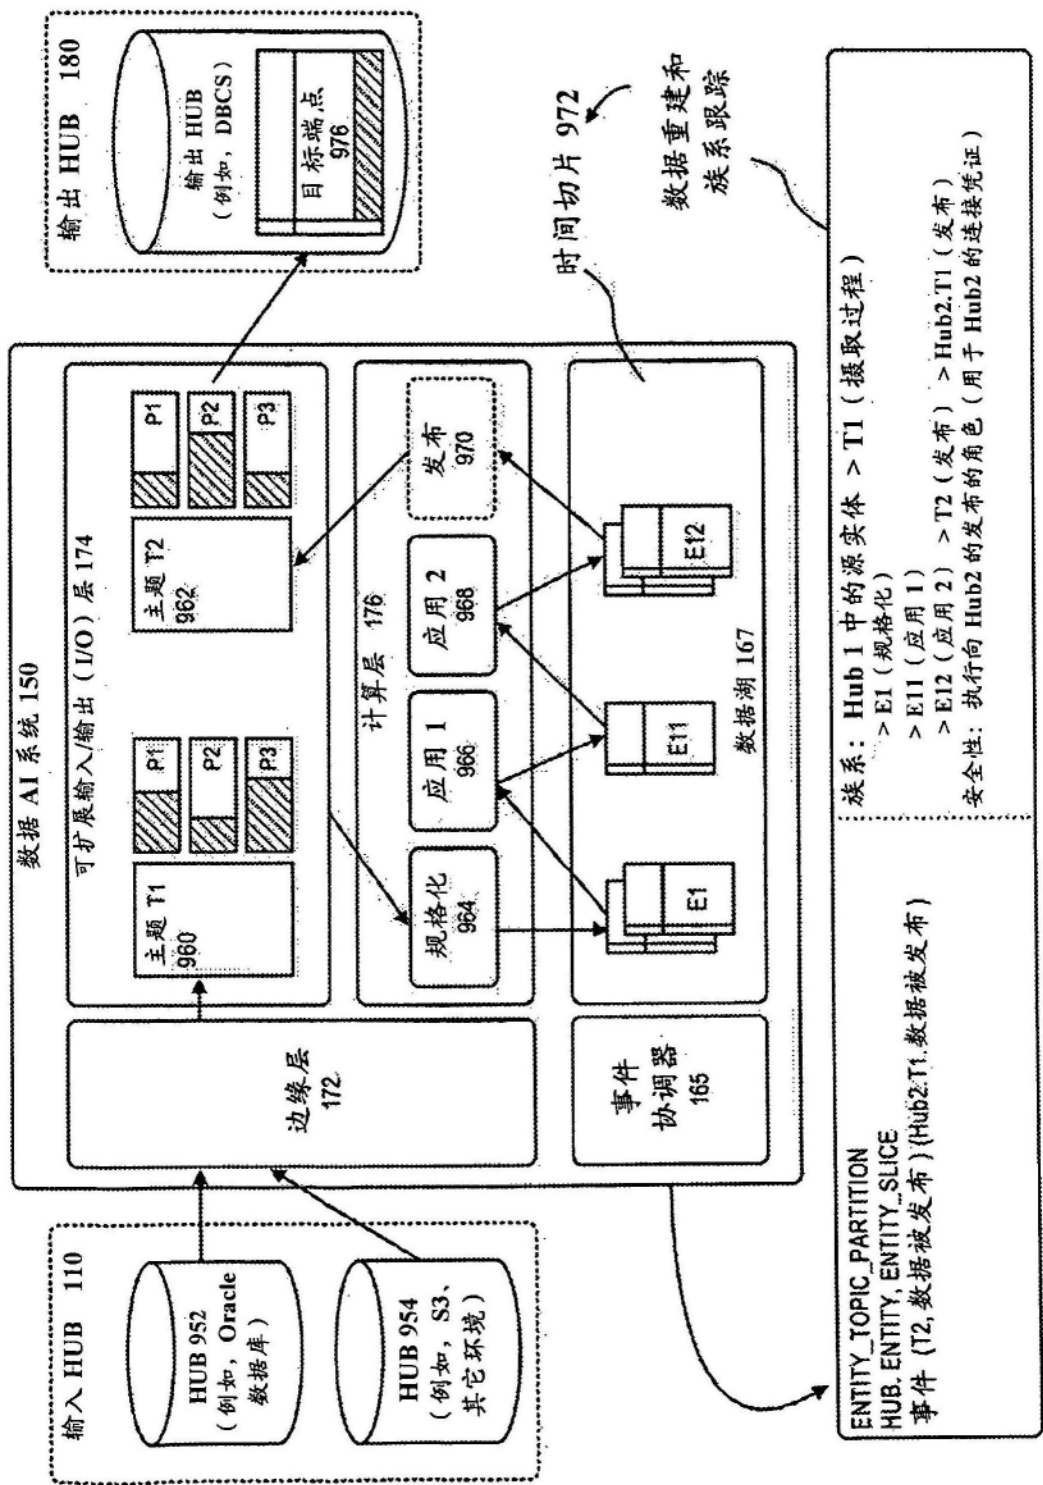 输入 HUB 110
HUB 952
(例如，Oracle
数据库)
HUB 954
(例如，S3、
其它环境)
数据 AI 系统 150
边缘层
172
可扩展输入/输出 (I/O) 层 174
主题 T1
960
P1
P2
P3
主题 T2
962
P1
P2
P3
计算层 176
规格化
964
应用 1
966
应用 2
968
发布
970
事件
协调器
165
E1
E11
E12
数据湖 167
输出 HUB 180
输出 HUB
(例如，DBCS)
目标端点
976
时间切片 972
数据重建和
族系跟踪
ENTITY_TOPIC_PARTITION
HUB. ENTITY, ENTITY_SLICE
事件 (T2, 数据被发布)(Hub2.T1.数据被发布)
族系：Hub 1 中的源实体 > T1 (摄取过程)
> E1 (规格化)
> E11 (应用 1)
> E12 (应用 2) > T2 (发布) > Hub2.T1 (发布)
安全性：执行向 Hub2 的发布的角色 (用于 Hub2 的连接凭证)